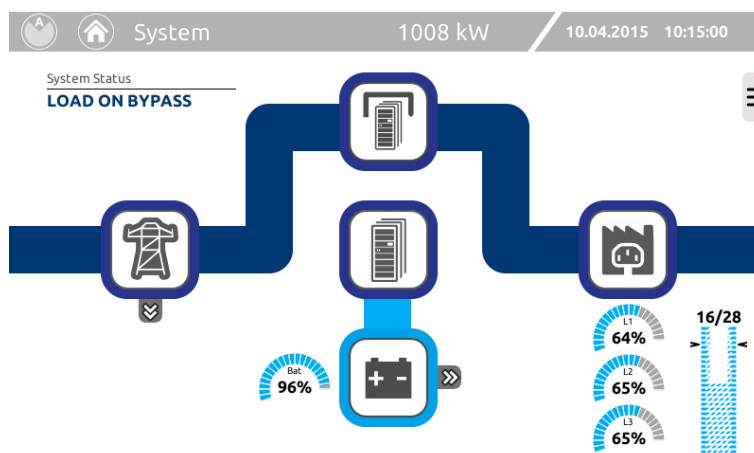 A
System
1008 kW
10.04.2015 10:15:00
System Status
LOAD ON BYPASS
L1
64%
16/28
Bat
96%
L2
65%
L3
65%